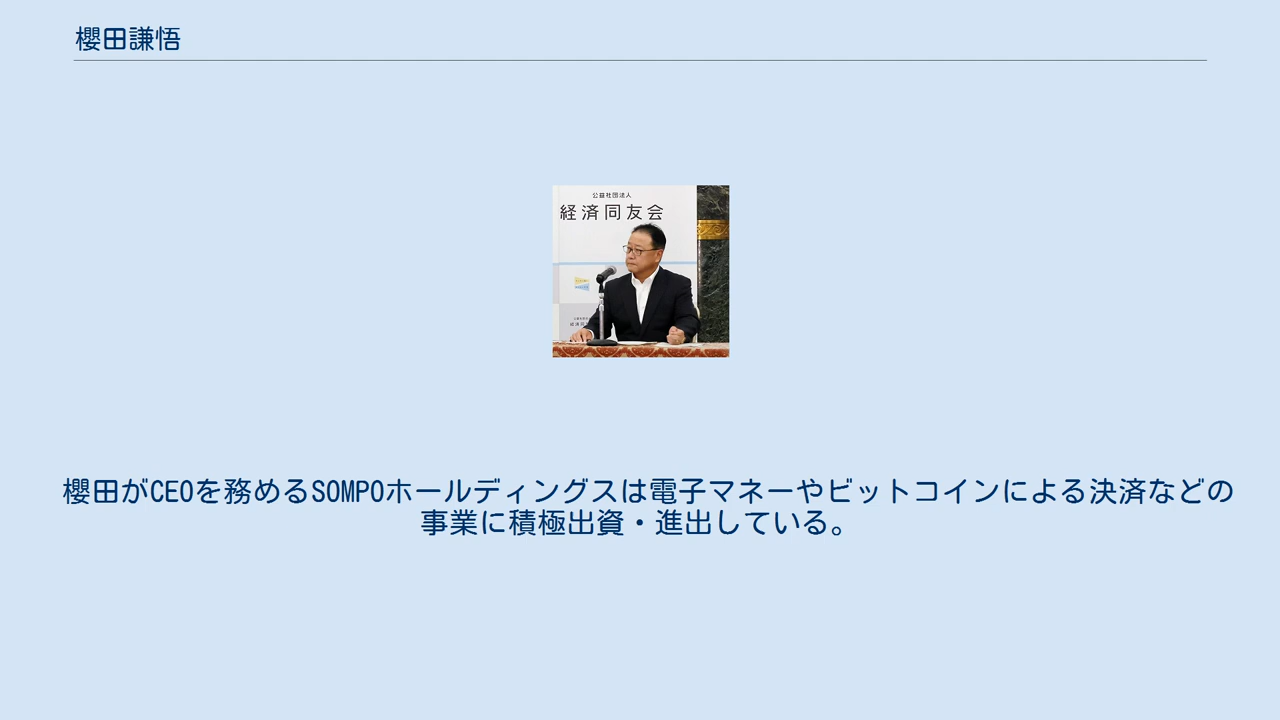 櫻田謙悟
公益社団法人
経済同友会
櫻田がCEOを務めるSOMPOホールディングスは電子マネーやビットコインによる決済などの
事業に積極出資・進出している。